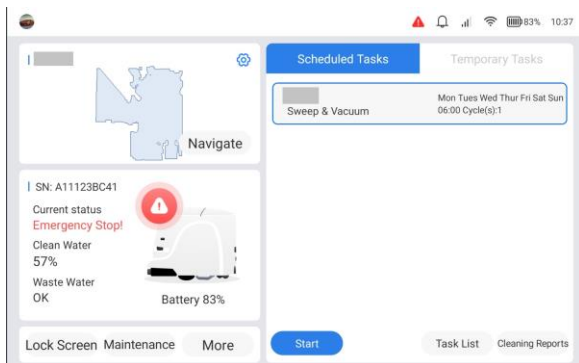 83% 10:37
Navigate
SN: A11123BC41
Current status
Emergency Stop!
Clean Water
57%
Waste Water
OK
Battery 83%
Lock Screen Maintenance More
Scheduled Tasks Temporary Tasks
Sweep & Vacuum
Mon Tues Wed Thur Fri Sat Sun
06:00 Cycle(s):1
Start Task List Cleaning Reports